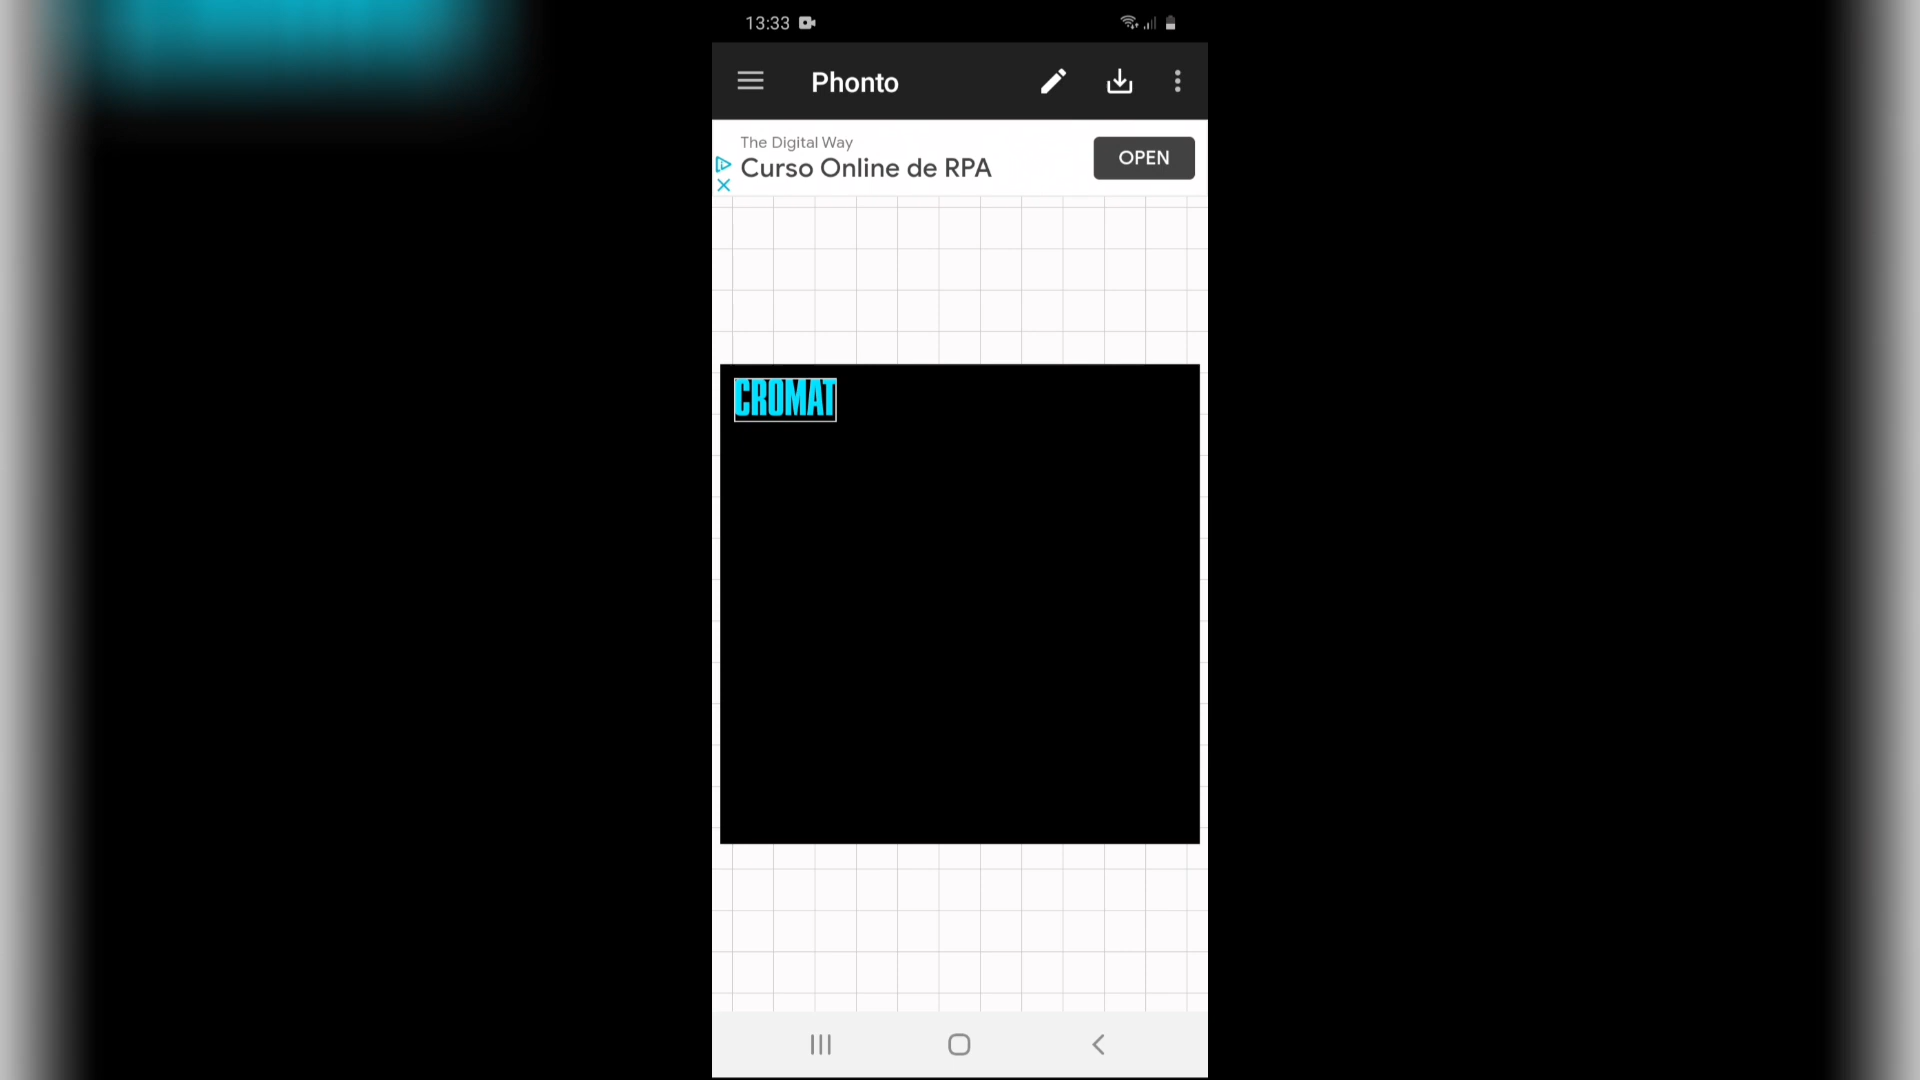 13:33
Phonto
The Digital Way
Curso Online de RPA
OPEN
CROMAT